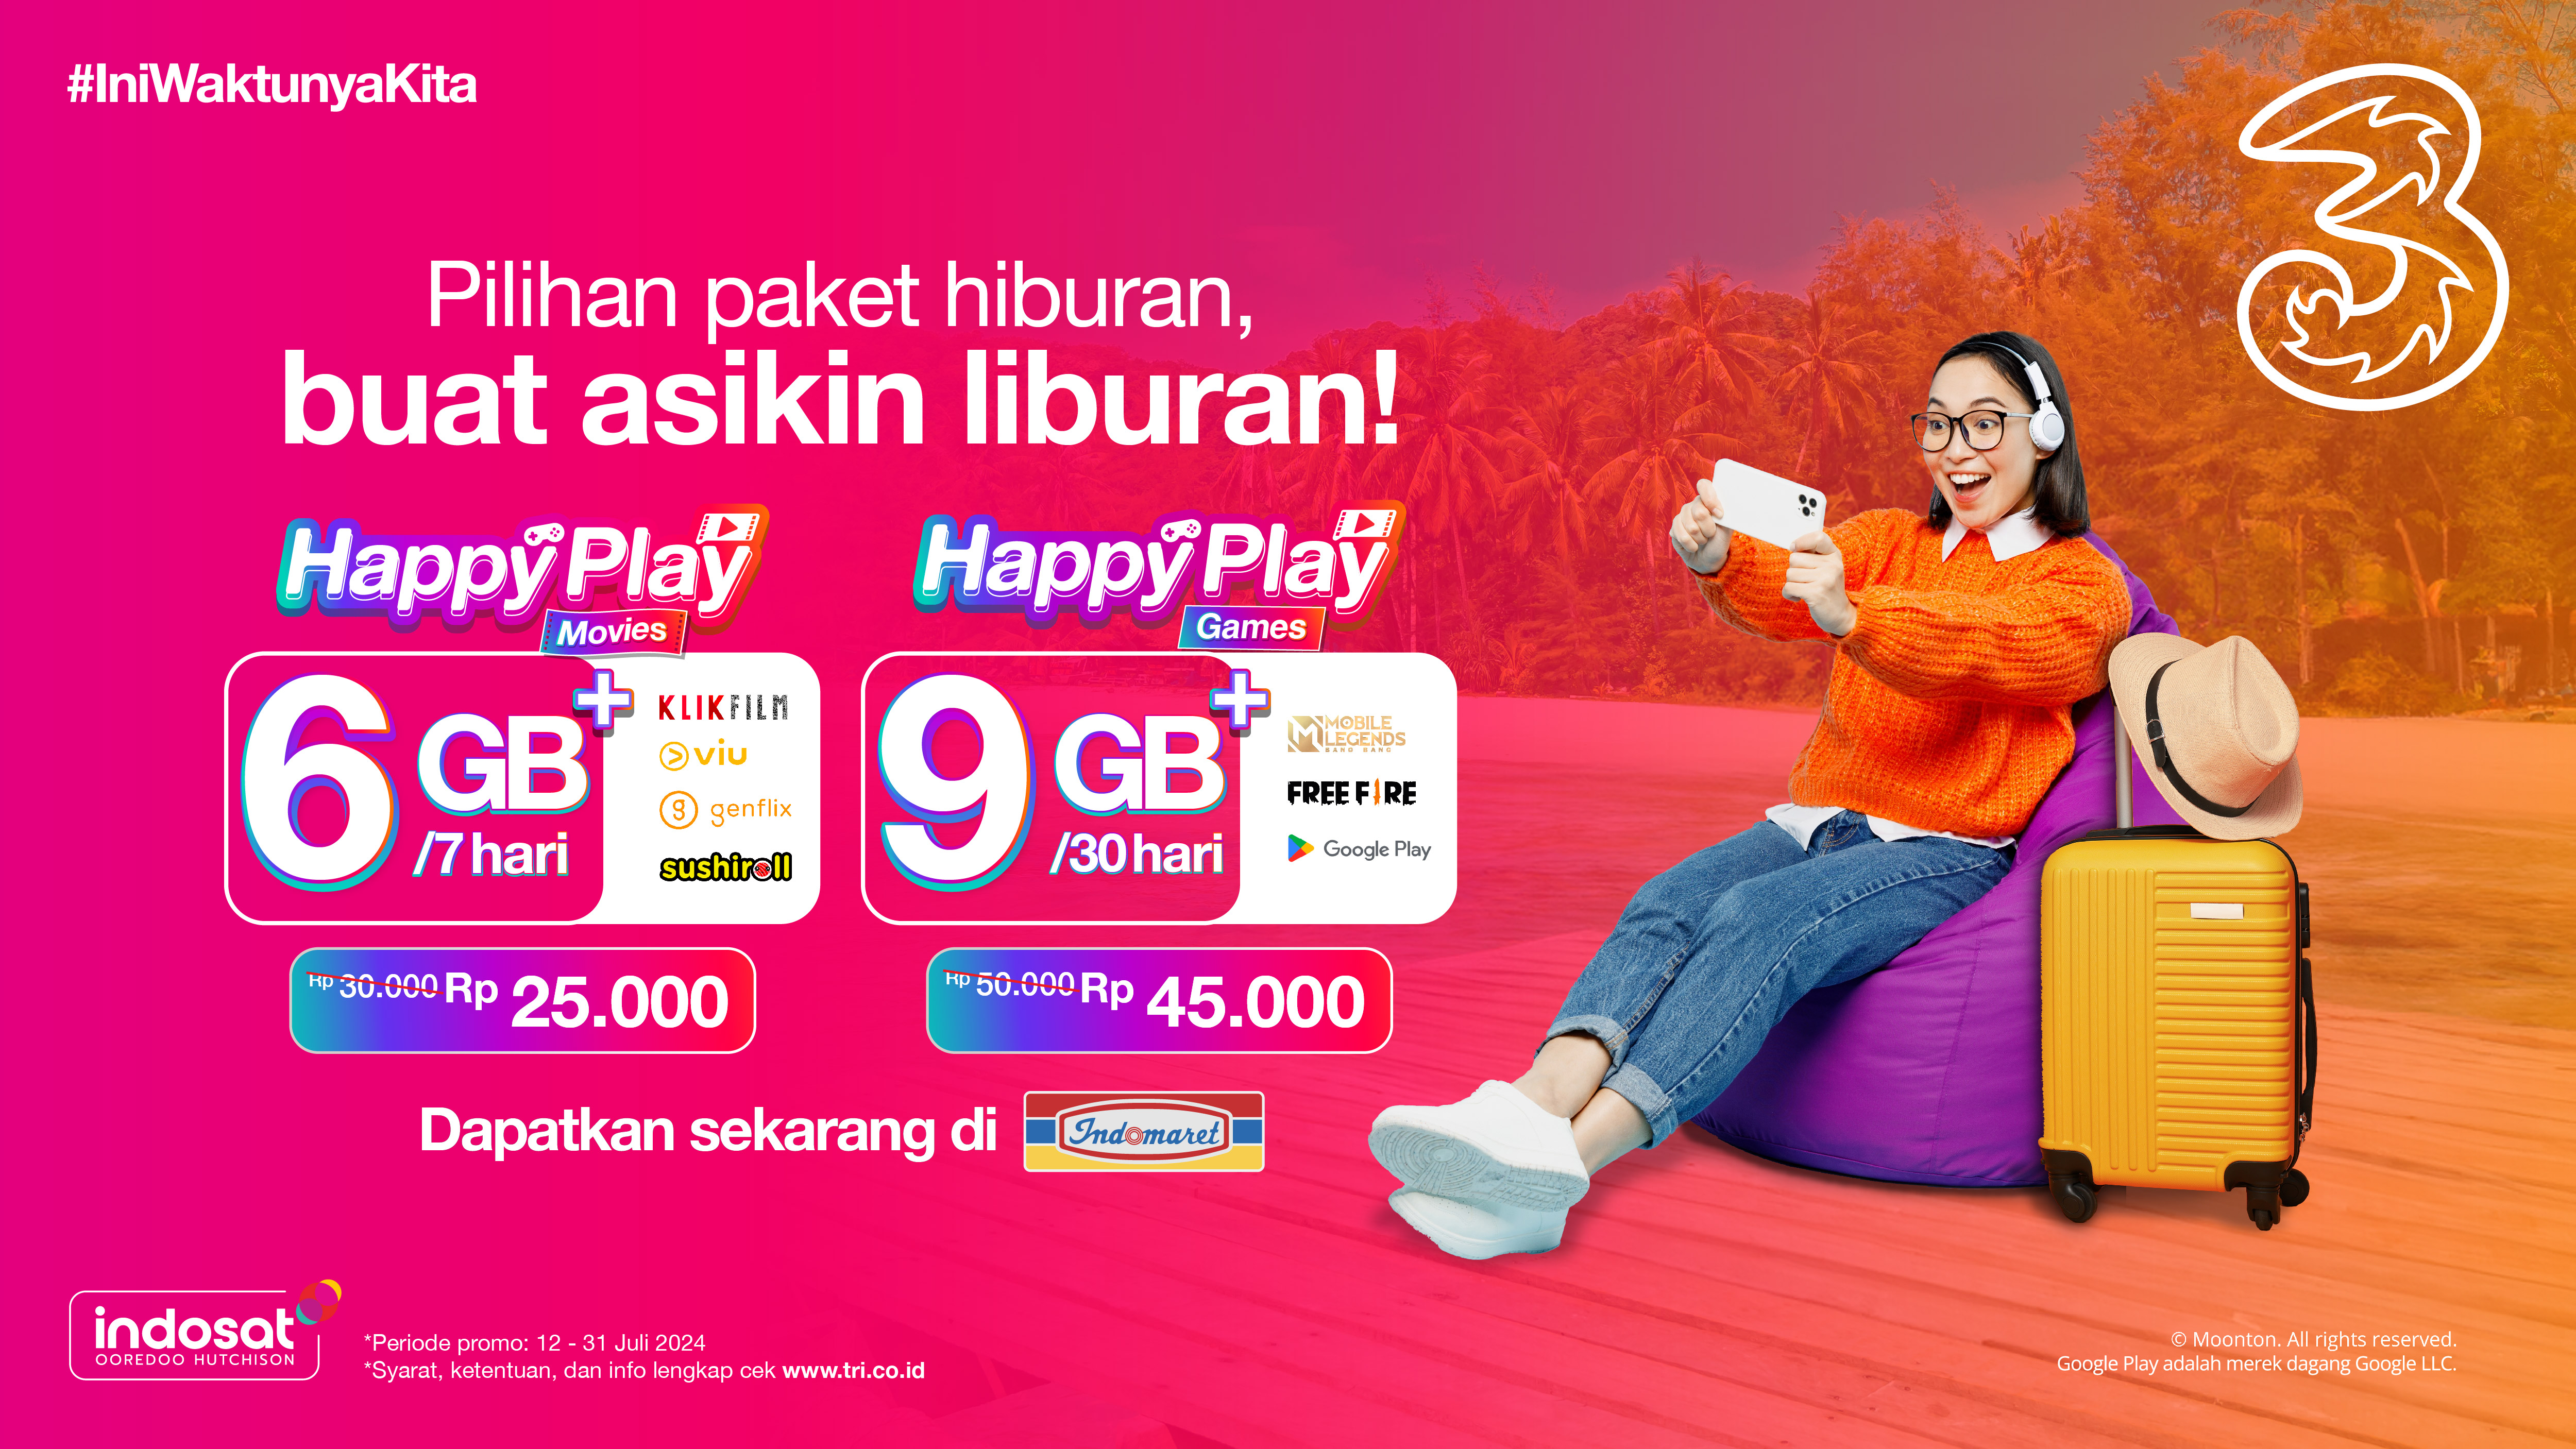 #IniWaktunyaKita
3
Pilihan paket hiburan,
buat asikin liburan!
Happy Play
Movies
6 GB+
/7 hari
KLIKFILM
viu
g genflix
sushiroll
Rp 30.000 Rp 25.000
Happy Play
Games
9 GB+
/30 hari
MOBILE
LEGENDS
BANG BANG
FREE FIRE
Google Play
Rp 50.000 Rp 45.000
Dapatkan sekarang di Indomaret
indosat
OOREDOO HUTCHISON
*Periode promo: 12 - 31 Juli 2024
*Syarat, ketentuan, dan info lengkap cek www.tri.co.id
© Moonton. All rights reserved.
Google Play adalah merek dagang Google LLC.